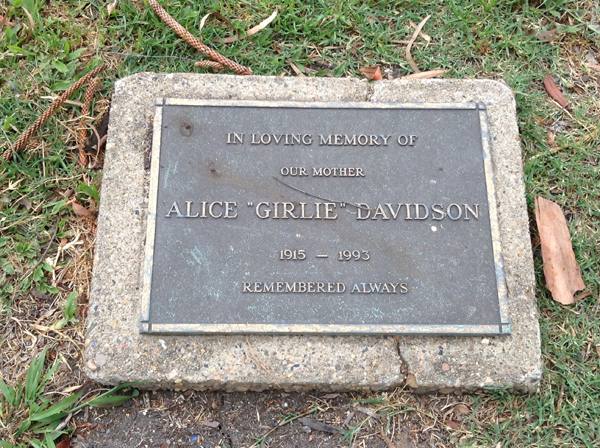 IN LOVING MEMORY OF
OUR MOTHER
ALICE "GIRLIE" DAVIDSON
1915 — 1993
REMEMBERED ALWAYS